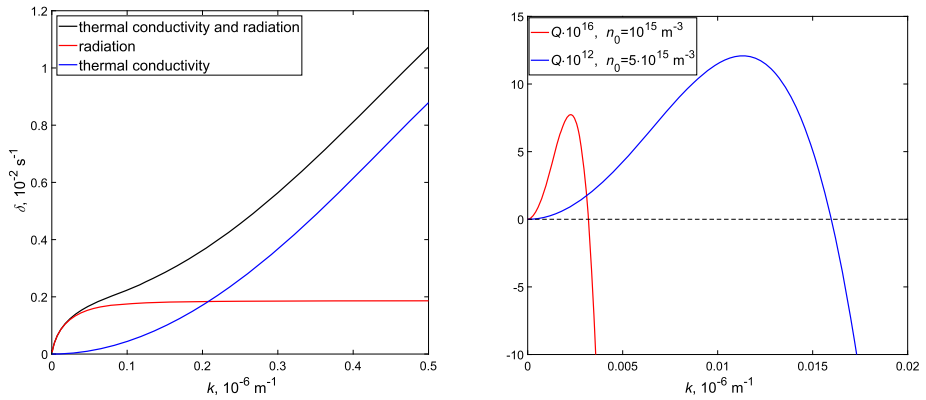 thermal conductivity and radiation
radiation
thermal conductivity
1.2
1
0.8
0.6
0.4
0.2
0
δ, 10⁻² s⁻¹
0 0.1 0.2 0.3 0.4 0.5
k, 10⁻⁶ m⁻¹
Q·10¹⁶, n₀=10¹⁵ m⁻³
Q·10¹², n₀=5·10¹⁵ m⁻³
15
10
5
0
-5
-10
0 0.005 0.01 0.015 0.02
k, 10⁻⁶ m⁻¹